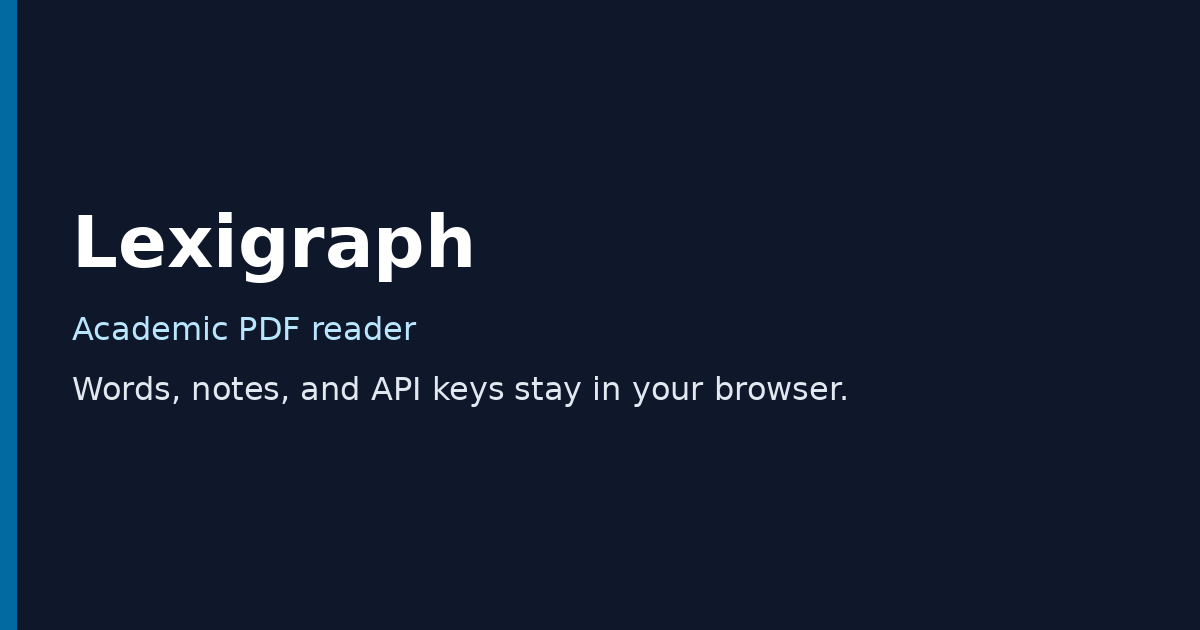 Lexigraph
Academic PDF reader
Words, notes, and API keys stay in your browser.